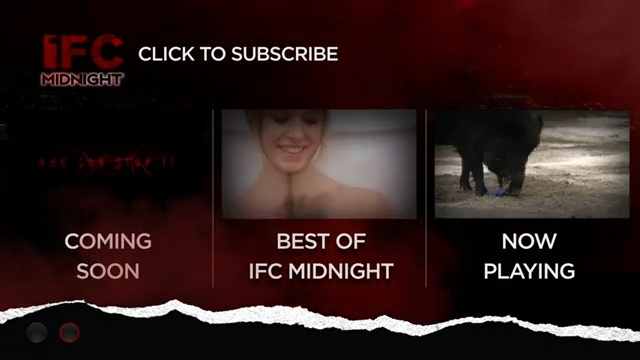 IFC
MIDNIGHT
CLICK TO SUBSCRIBE
COMING
SOON
BEST OF
IFC MIDNIGHT
NOW
PLAYING